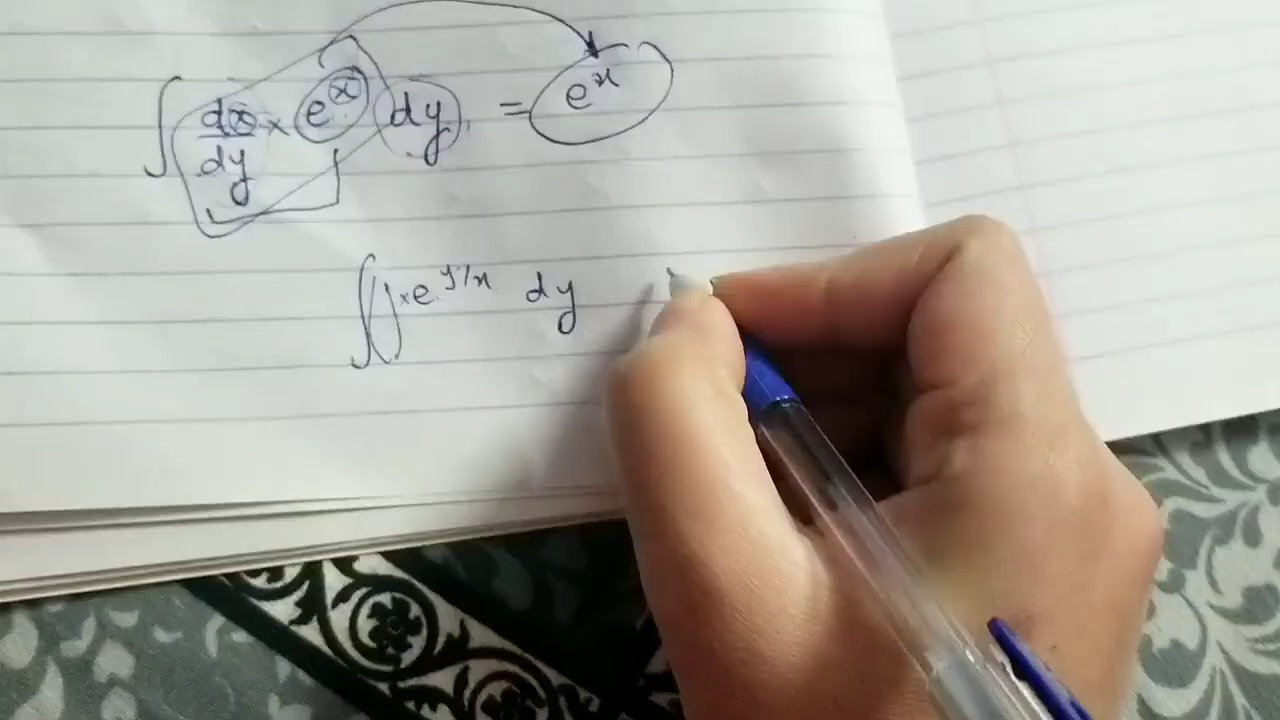 ∫ dx/dy × e^x dy = e^x
∫( ) × e^y/x dy